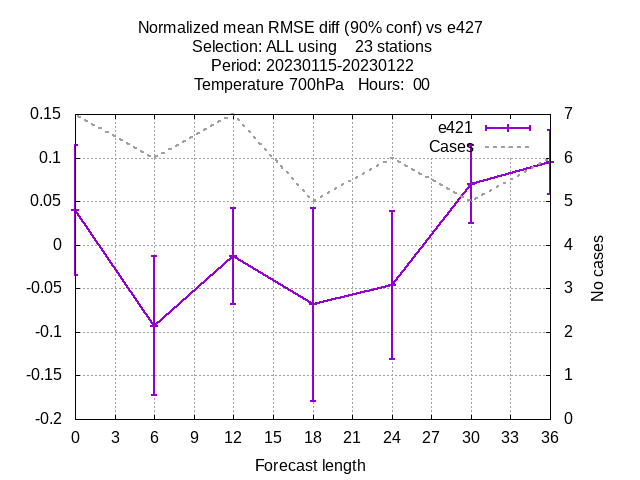 Normalized mean RMSE diff (90% conf) vs e427
Selection: ALL using    23 stations
Period: 20230115-20230122
Temperature 700hPa   Hours:  00
0.15
0.1
0.05
0
-0.05
-0.1
-0.15
-0.2
7
6
5
4
3
2
1
0
e421
Cases
No cases
0 3 6 9 12 15 18 21 24 27 30 33 36
Forecast length